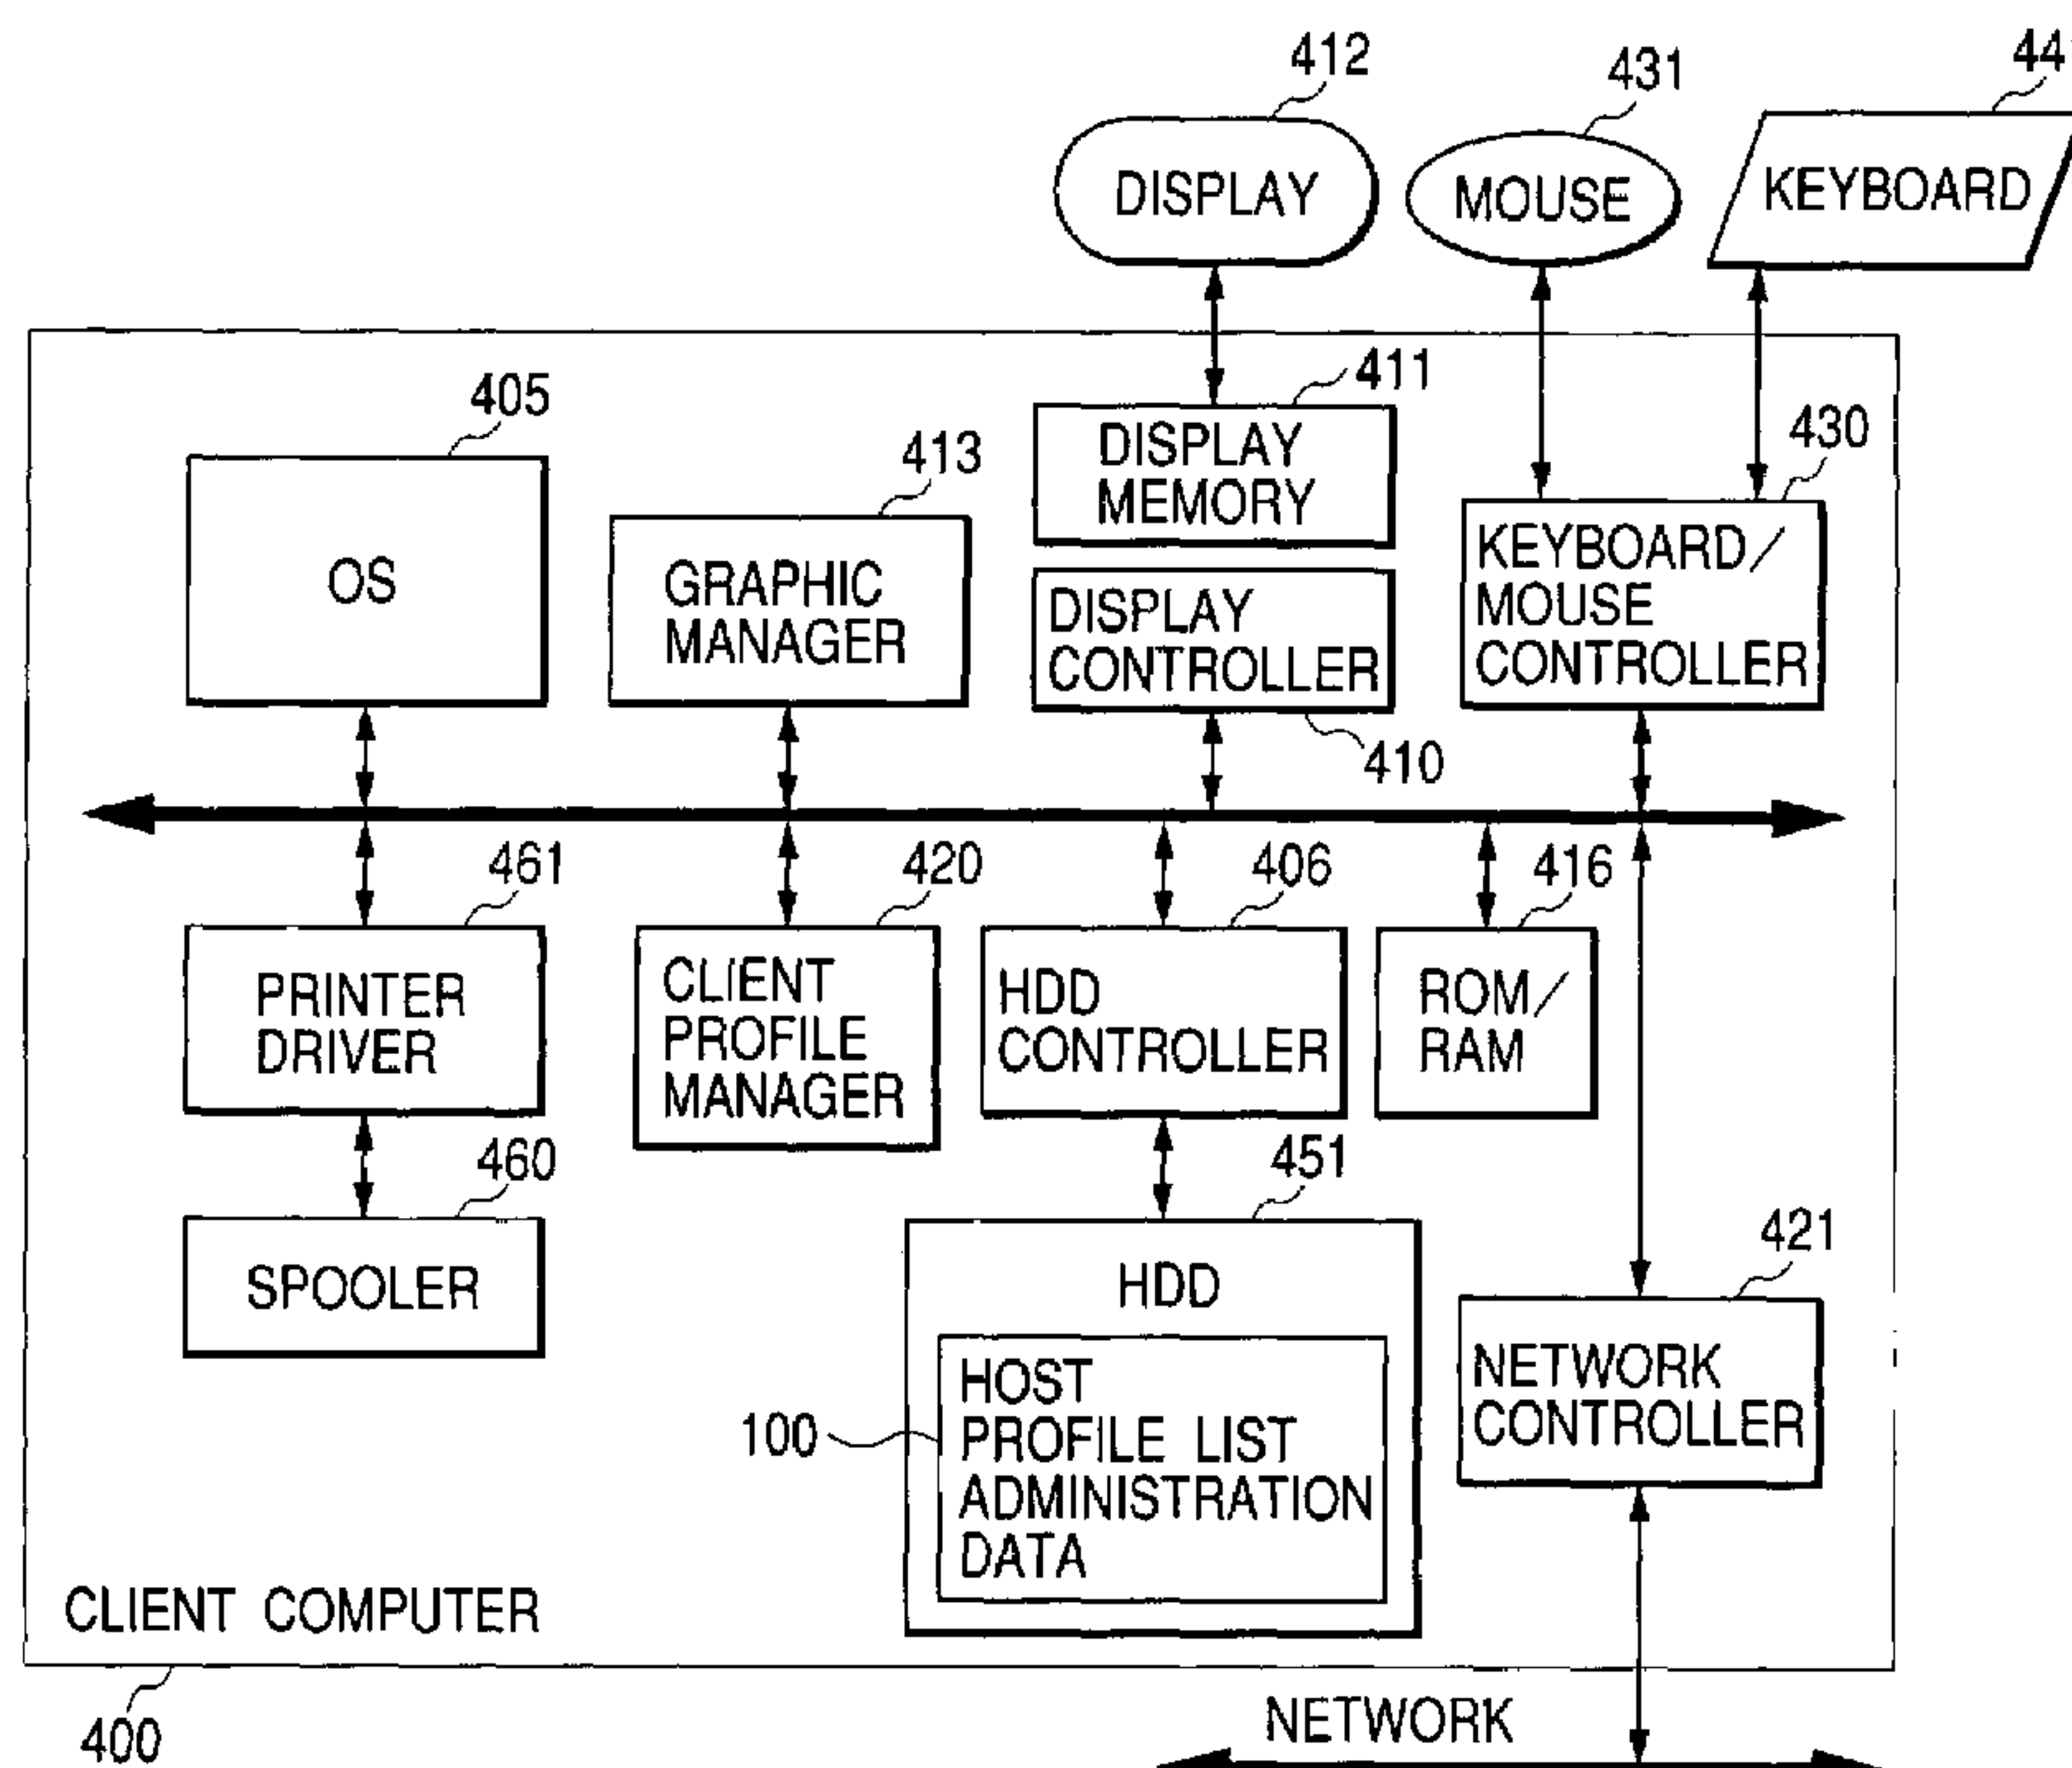 412
431
44
DISPLAY
MOUSE
KEYBOARD
405
413
411
430
OS
GRAPHIC
MANAGER
DISPLAY
MEMORY
DISPLAY
CONTROLLER
410
KEYBOARD/
MOUSE
CONTROLLER
461
420
406
416
PRINTER
DRIVER
CLIENT
PROFILE
MANAGER
HDD
CONTROLLER
ROM/
RAM
460
451
421
SPOOLER
HDD
HOST
PROFILE LIST
ADMINISTRATION
DATA
100
NETWORK
CONTROLLER
CLIENT COMPUTER
400
NETWORK